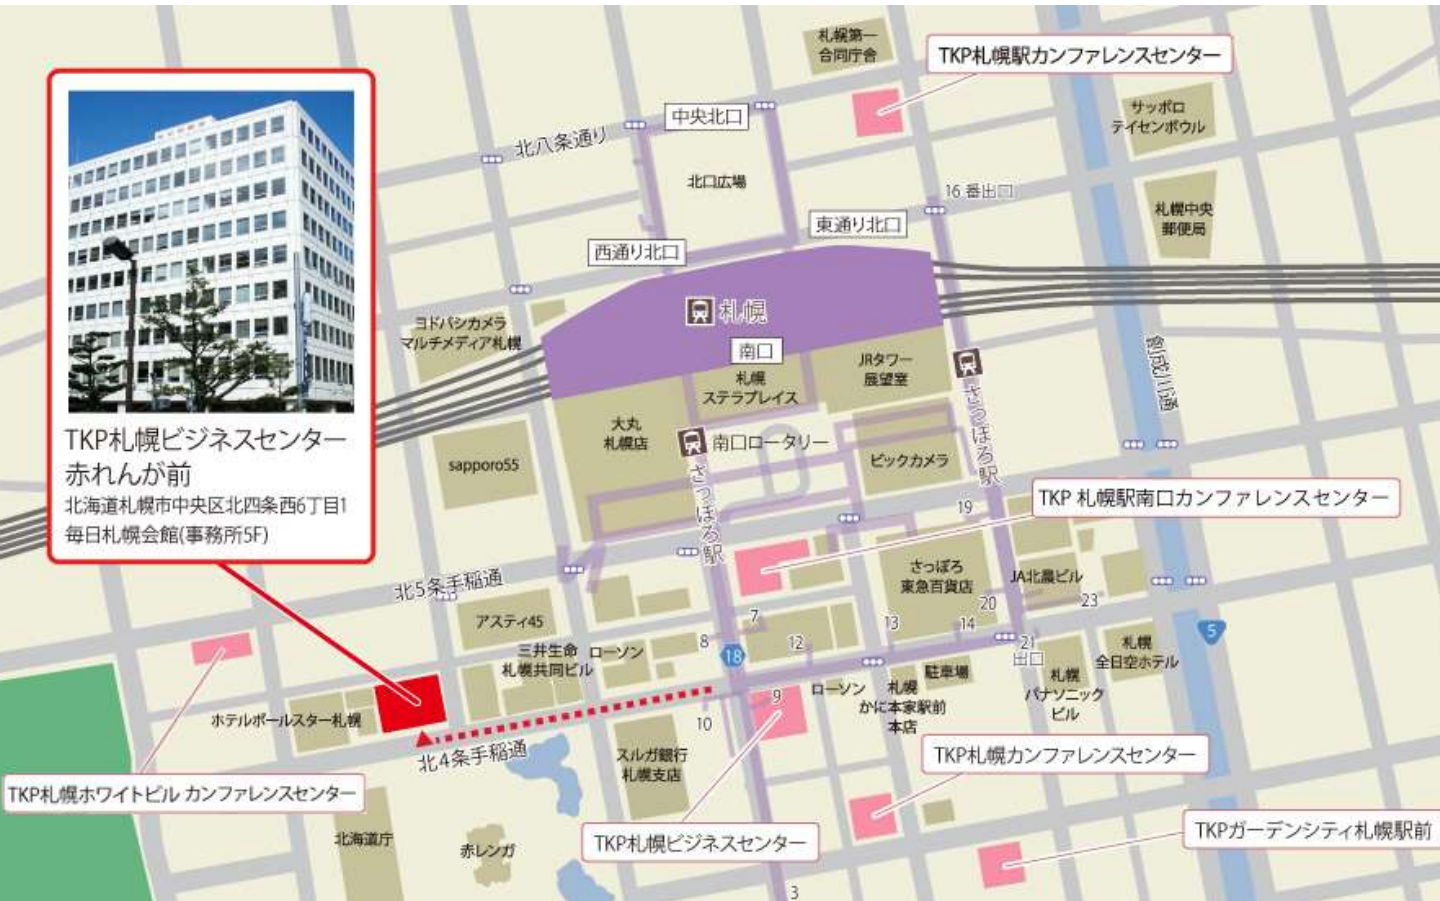 札幌第一
合同庁舎
TKP札幌駅カンファレンスセンター
サッポロ
テイセンボウル
中央北口
北八条通り
北口広場
16 番出口
札幌中央
郵便局
東通り北口
西通り北口
札幌
ヨドバシカメラ
マルチメディア札幌
南口
札幌
ステラプレイス
JRタワー
展望室
創成川通
さっぽろ駅
大丸
札幌店
南口ロータリー
さっぽろ駅
ビックカメラ
sapporo55
TKP札幌ビジネスセンター
赤れんが前
北海道札幌市中央区北四条西6丁目1
毎日札幌会館(事務所5F)
TKP 札幌駅南口カンファレンスセンター
19
さっぽろ
東急百貨店
JA北農ビル
20
23
北5条手稲通
アスティ45
三井生命
札幌共同ビル
ローソン
7
8
18
12
13
14
21
出口
5
札幌
全日空ホテル
札幌
パナソニック
ビル
駐車場
ローソン
札幌
かに本家駅前
本店
9
10
ホテルポールスター札幌
北4条手稲通
スルガ銀行
札幌支店
TKP札幌カンファレンスセンター
TKP札幌ホワイトビル カンファレンスセンター
北海道庁
赤レンガ
TKP札幌ビジネスセンター
TKPガーデンシティ札幌駅前
3